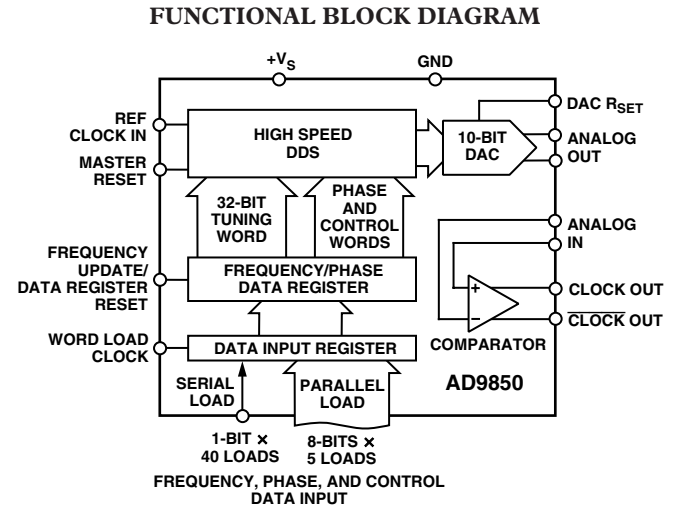 FUNCTIONAL BLOCK DIAGRAM
+VS
GND
REF
CLOCK IN
MASTER
RESET
FREQUENCY
UPDATE/
DATA REGISTER
RESET
WORD LOAD
CLOCK
HIGH SPEED
DDS
32-BIT
TUNING
WORD
PHASE
AND
CONTROL
WORDS
FREQUENCY/PHASE
DATA REGISTER
DATA INPUT REGISTER
SERIAL
LOAD
PARALLEL
LOAD
10-BIT
DAC
DAC RSET
ANALOG
OUT
ANALOG
IN
+
–
CLOCK OUT
CLOCK OUT
COMPARATOR
AD9850
1-BIT ×
40 LOADS
8-BITS ×
5 LOADS
FREQUENCY, PHASE, AND CONTROL
DATA INPUT